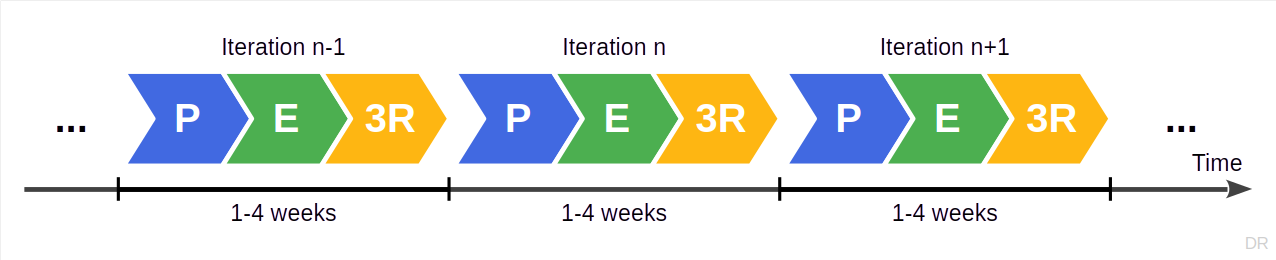 Iteration n-1
Iteration n
Iteration n+1
...
P
E
3R
P
E
3R
P
E
3R
...
Time
1-4 weeks
1-4 weeks
1-4 weeks
DR